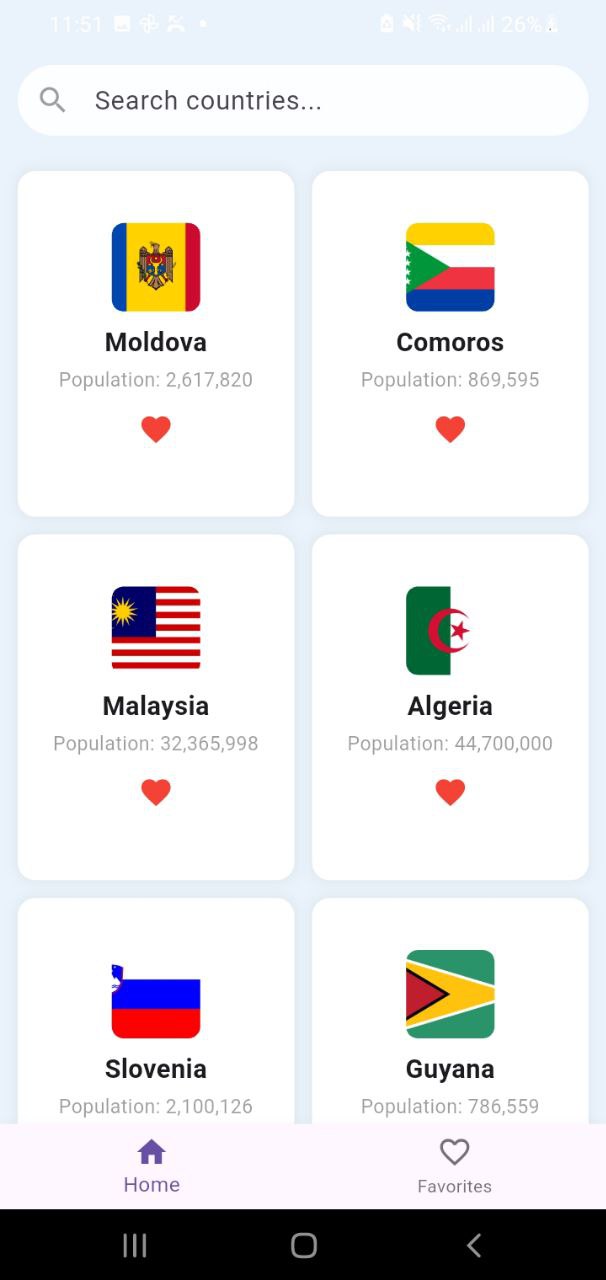 11:51
26%
Search countries...
Moldova
Population: 2,617,820
Comoros
Population: 869,595
Malaysia
Population: 32,365,998
Algeria
Population: 44,700,000
Slovenia
Population: 2,100,126
Guyana
Population: 786,559
Home
Favorites